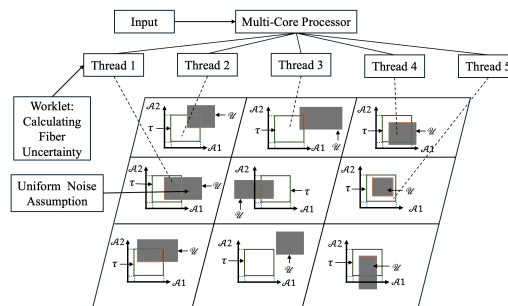 Input
Multi-Core Processor
Thread 1
Thread 2
Thread 3
Thread 4
Thread 5
Worklet:
Calculating
Fiber
Uncertainty
Uniform Noise
Assumption
𝒜2 τ 𝒰 𝒜1
𝒜2 τ 𝒰 𝒜1
𝒜2 τ 𝒰 𝒜1
𝒜2 τ 𝒰 𝒜1
𝒜2 𝒰 τ 𝒜1
𝒜2 τ 𝒰 𝒜1
𝒜2 τ 𝒰 𝒜1
𝒜2 τ 𝒰 𝒜1
𝒜2 τ 𝒰 𝒜1